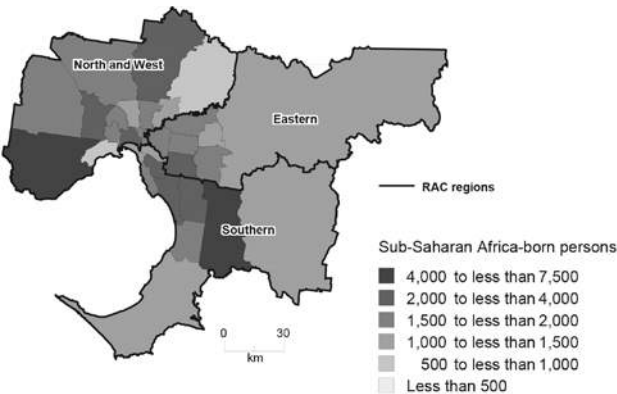 North and West
Eastern
RAC regions
Southern
Sub-Saharan Africa-born persons
4,000 to less than 7,500
2,000 to less than 4,000
1,500 to less than 2,000
1,000 to less than 1,500
500 to less than 1,000
Less than 500
0 30
km